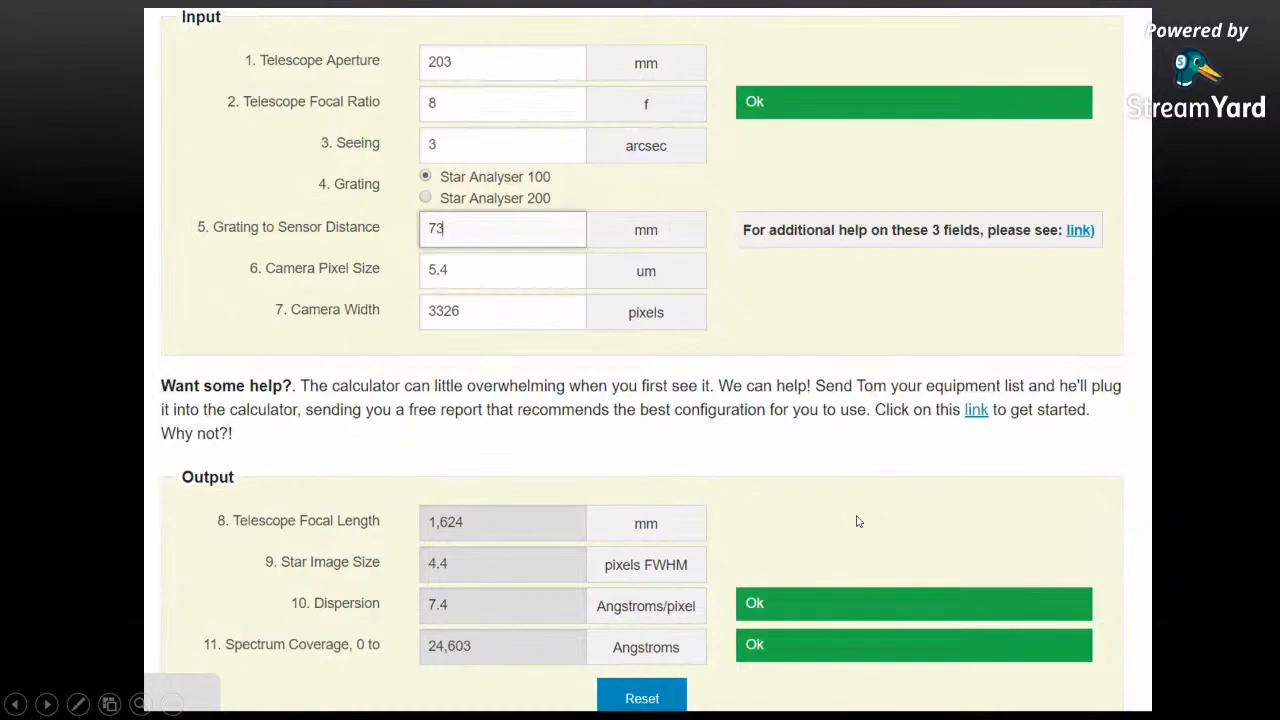 Input
Powered by
StreamYard
1. Telescope Aperture 203 mm
2. Telescope Focal Ratio 8 f Ok
3. Seeing 3 arcsec
4. Grating Star Analyser 100
Star Analyser 200
5. Grating to Sensor Distance 73 mm For additional help on these 3 fields, please see: link)
6. Camera Pixel Size 5.4 um
7. Camera Width 3326 pixels
Want some help?. The calculator can little overwhelming when you first see it. We can help! Send Tom your equipment list and he'll plug
it into the calculator, sending you a free report that recommends the best configuration for you to use. Click on this link to get started.
Why not?!
Output
8. Telescope Focal Length 1,624 mm
9. Star Image Size 4.4 pixels FWHM
10. Dispersion 7.4 Angstroms/pixel Ok
11. Spectrum Coverage, 0 to 24,603 Angstroms Ok
Reset